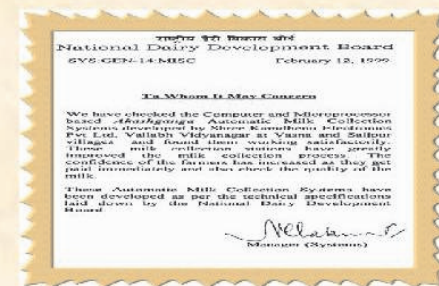 राष्ट्रीय डेरी विकास बोर्ड
National Dairy Development Board
SYS:GEN-14:MISC February 12, 1999
To Whom It May Concern
We have checked the Computer and Microprocessor
based Akashganga Automatic Milk Collection
Systems developed by Shree Kamdhenu Electronics
Pvt Ltd, Vallabh Vidyanagar at Vasna and
villages and found them working satisfactorily.
These milk collection stations have greatly
improved the milk collection process. The
confidence of the farmers has increased as they get
paid immediately and also check the quality of the
milk.
These Automatic Milk Collection Systems have
been developed as per the technical specifications
laid down by the National Dairy Development
Board.
Manager (Systems)